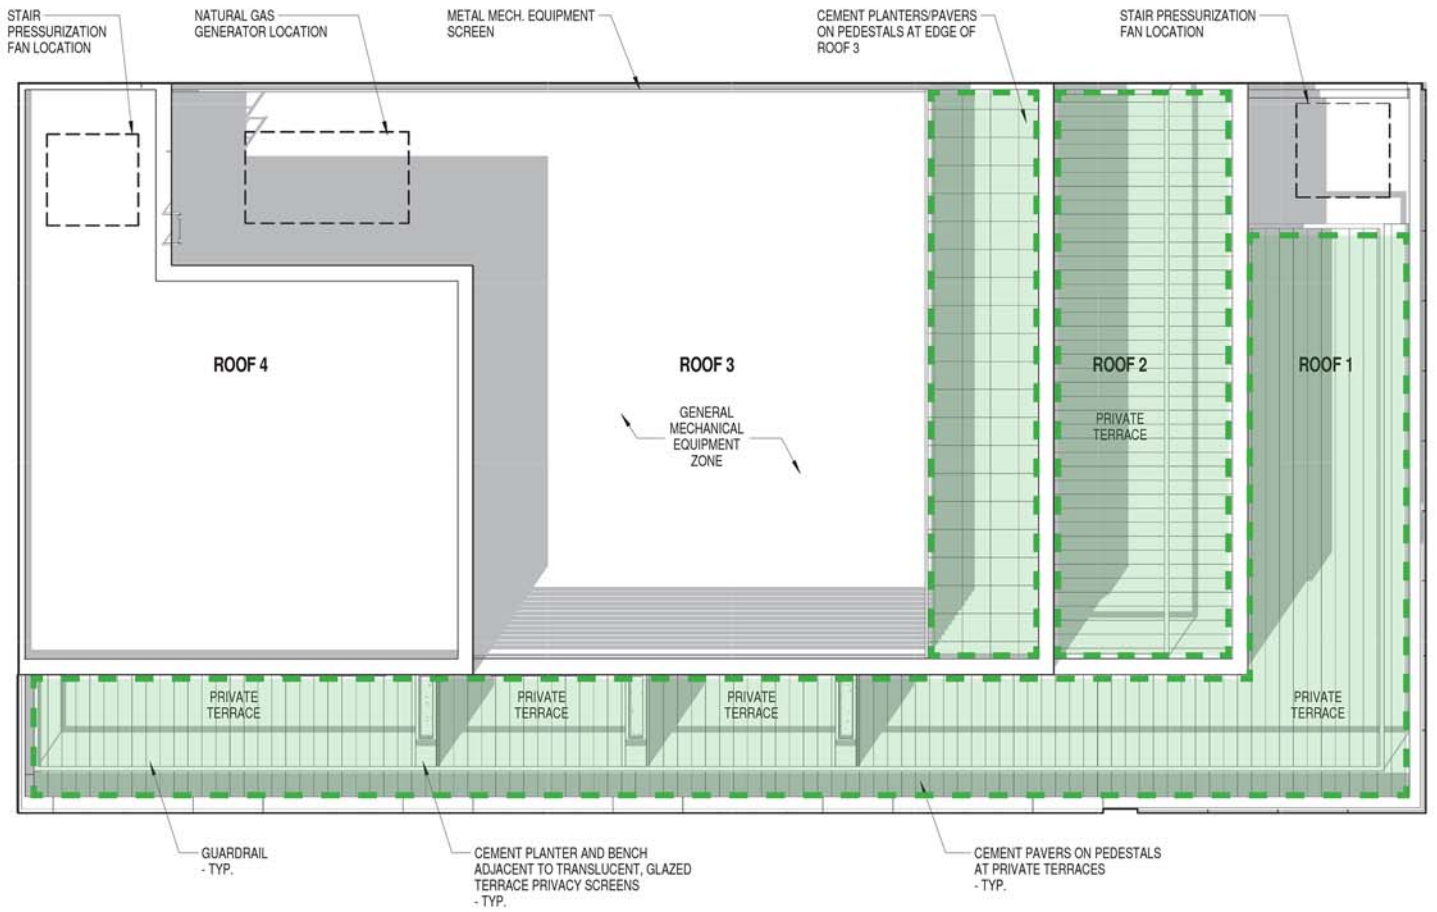 STAIR
PRESSURIZATION
FAN LOCATION
NATURAL GAS
GENERATOR LOCATION
METAL MECH. EQUIPMENT
SCREEN
CEMENT PLANTERS/PAVERS
ON PEDESTALS AT EDGE OF
ROOF 3
STAIR PRESSURIZATION
FAN LOCATION
ROOF 4
ROOF 3
ROOF 2
ROOF 1
GENERAL
MECHANICAL
EQUIPMENT
ZONE
PRIVATE
TERRACE
PRIVATE
TERRACE
PRIVATE
TERRACE
PRIVATE
TERRACE
PRIVATE
TERRACE
GUARDRAIL
- TYP.
CEMENT PLANTER AND BENCH
ADJACENT TO TRANSLUCENT, GLAZED
TERRACE PRIVACY SCREENS
- TYP.
CEMENT PAVERS ON PEDESTALS
AT PRIVATE TERRACES
- TYP.